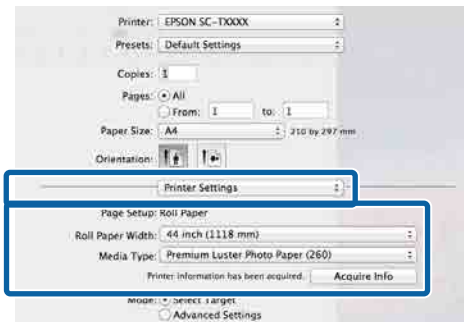 Printer: EPSON SC-TXXXX
Presets: Default Settings
Copies: 1
Pages: All
From: 1 to: 1
Paper Size: A4 210 by 297 mm
Orientation:
Printer Settings
Page Setup: Roll Paper
Roll Paper Width: 44 inch (1118 mm)
Media Type: Premium Luster Photo Paper (260)
Printer information has been acquired. Acquire Info
Mode: Select Target
Advanced Settings